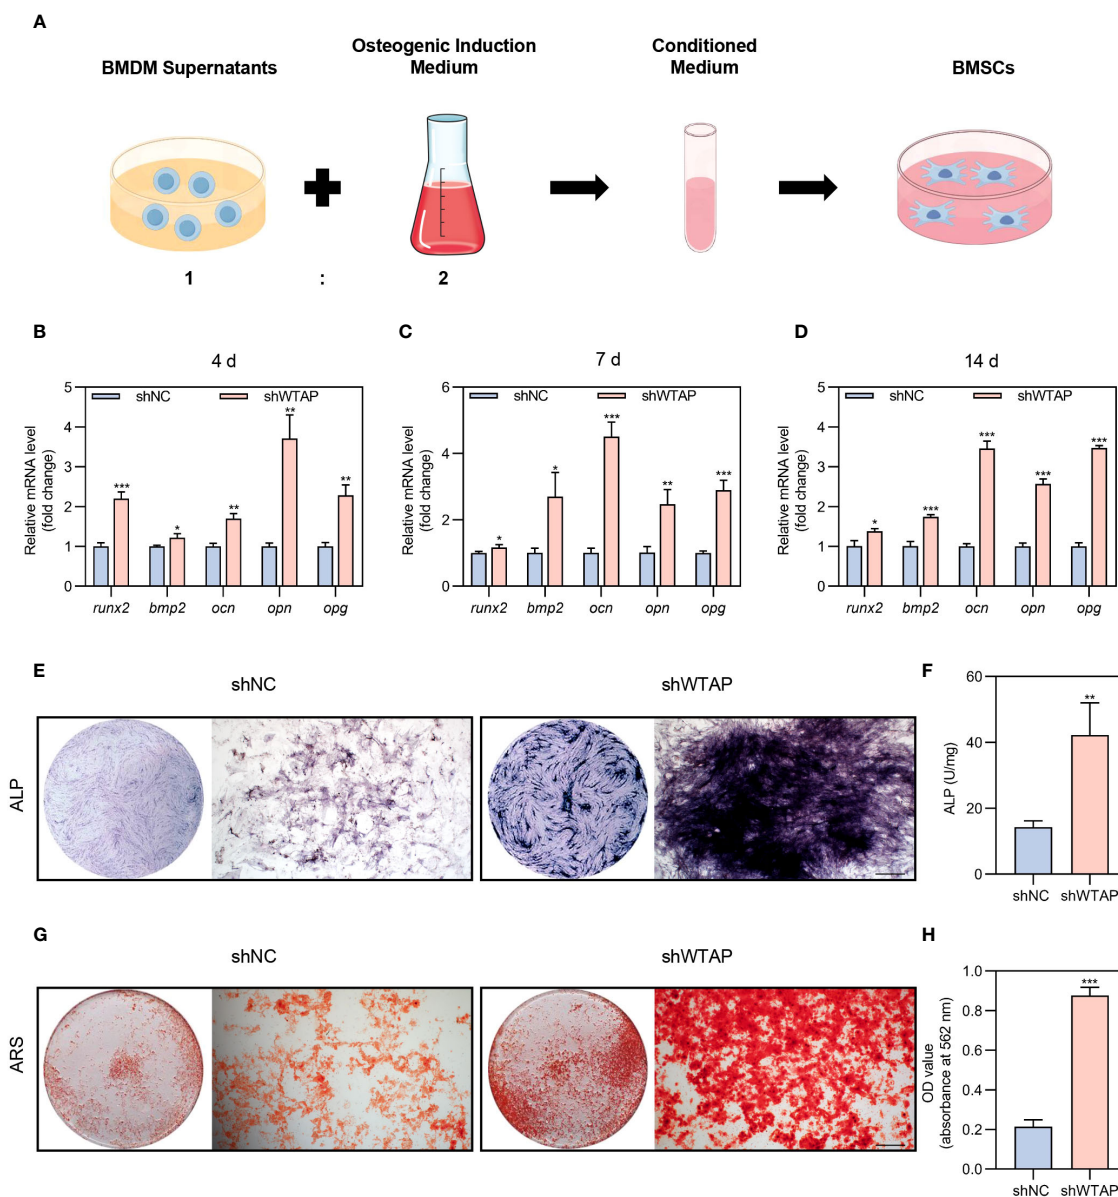 A
BMDM Supernatants
Osteogenic Induction
Medium
Conditioned
Medium
BMSCs
1 : 2
B
4 d
Relative mRNA level
(fold change)
5
4
3
2
1
0
shNC
shWTAP
***
*
**
**
**
runx2 bmp2 ocn opn opg
C
7 d
Relative mRNA level
(fold change)
6
4
2
0
shNC
shWTAP
*
*
***
**
***
runx2 bmp2 ocn opn opg
D
14 d
Relative mRNA level
(fold change)
5
4
3
2
1
0
shNC
shWTAP
*
***
***
***
***
runx2 bmp2 ocn opn opg
E
shNC
shWTAP
ALP
F
ALP (U/mg)
60
40
20
0
**
shNC shWTAP
G
shNC
shWTAP
ARS
H
OD value
(absorbance at 562 nm)
1.0
0.8
0.6
0.4
0.2
0.0
***
shNC shWTAP